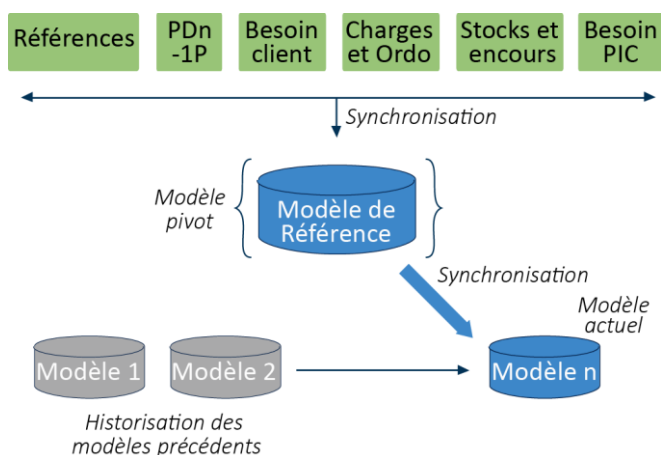 Références
PDn
-1P
Besoin
client
Charges
et Ordo
Stocks et
encours
Besoin
PIC
Synchronisation
Modèle
pivot
Modèle de
Référence
Synchronisation
Modèle
actuel
Modèle 1
Modèle 2
Modèle n
Historisation des
modèles précédents